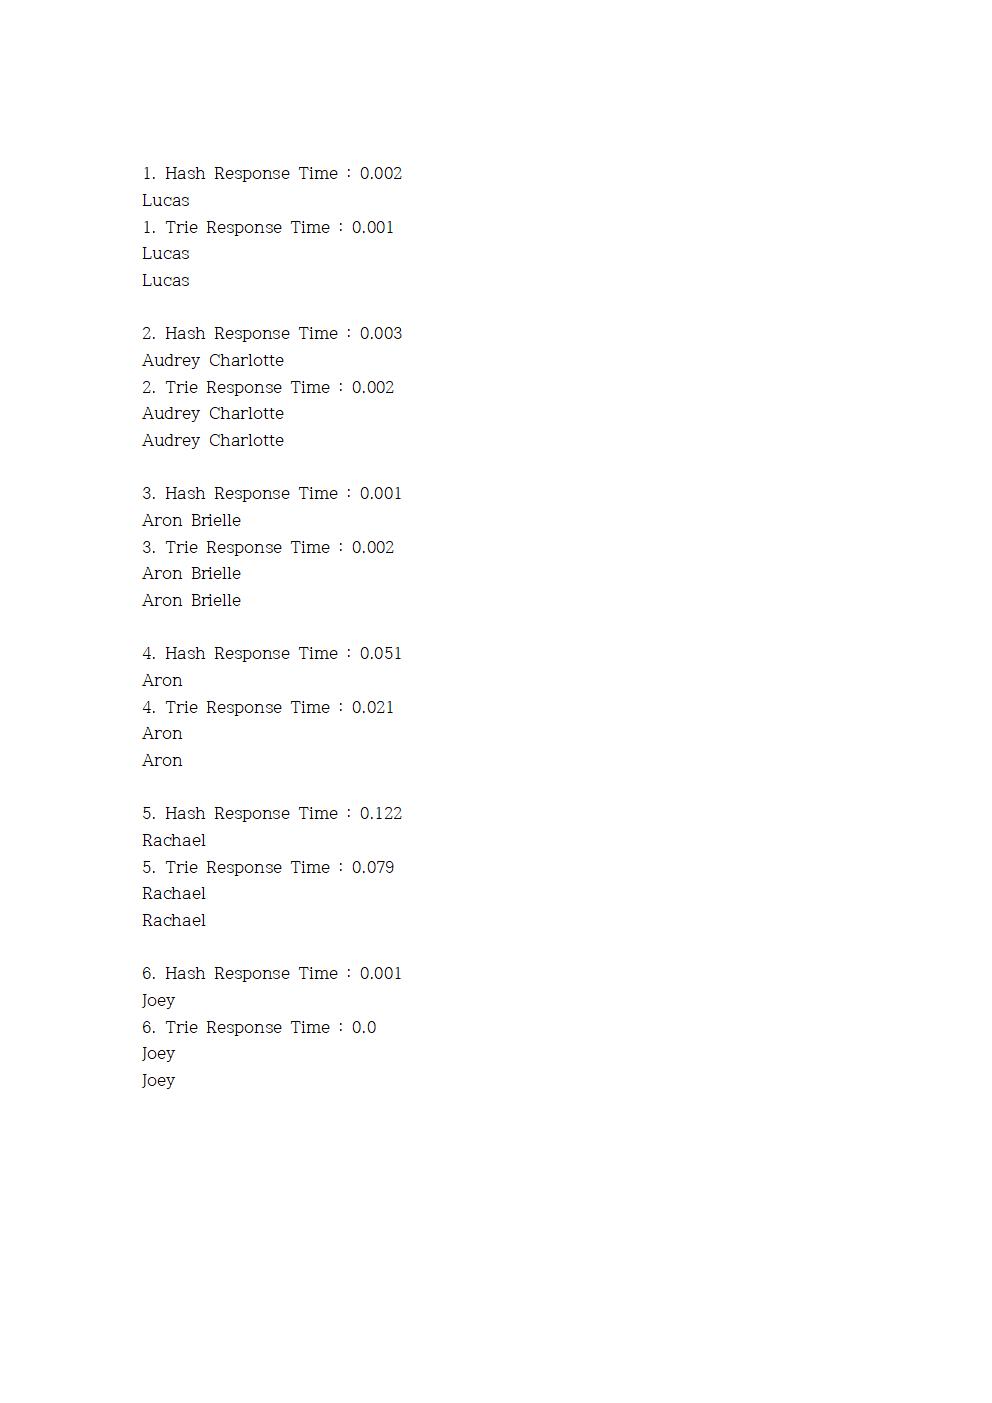 1. Hash Response Time : 0.002
Lucas
1. Trie Response Time : 0.001
Lucas
Lucas
2. Hash Response Time : 0.003
Audrey Charlotte
2. Trie Response Time : 0.002
Audrey Charlotte
Audrey Charlotte
3. Hash Response Time : 0.001
Aron Brielle
3. Trie Response Time : 0.002
Aron Brielle
Aron Brielle
4. Hash Response Time : 0.051
Aron
4. Trie Response Time : 0.021
Aron
Aron
5. Hash Response Time : 0.122
Rachael
5. Trie Response Time : 0.079
Rachael
Rachael
6. Hash Response Time : 0.001
Joey
6. Trie Response Time : 0.0
Joey
Joey